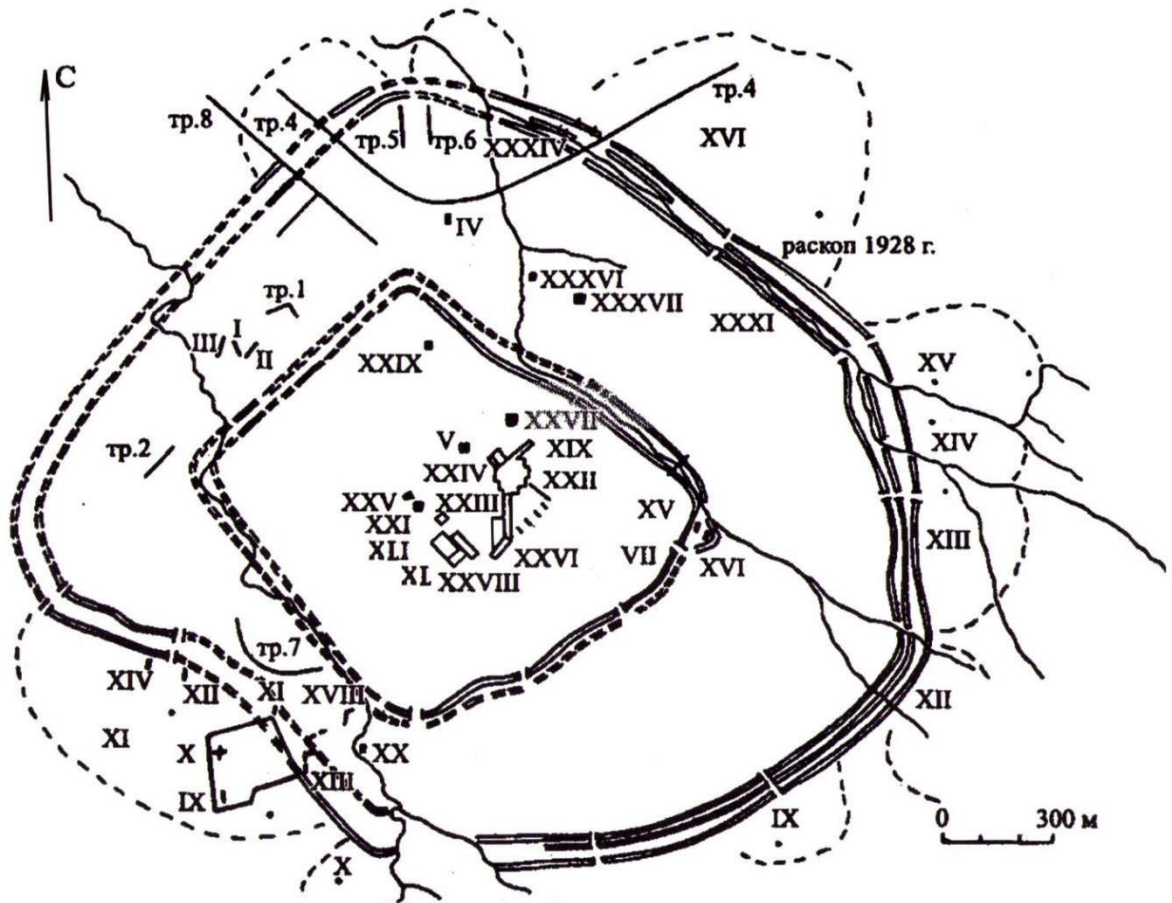 С
тр.8
тр.4
тр.5
тр.6
XXXIV
тр.4
XVI
IV
раскоп 1928 г.
XXXVI
XXXVII
тр.1
XXXI
III
I
II
XXIX
XV
XXVII
тр.2
V
XIX
XIV
XXIV
XXII
XXV
XXIII
XXI
XV
XLI
VII
XIII
XXVI
XVI
XL
XXVIII
тр.7
XIV
XII
XI
XVIII
XII
XI
X
XX
XIII
IX
0 300 м
IX
X